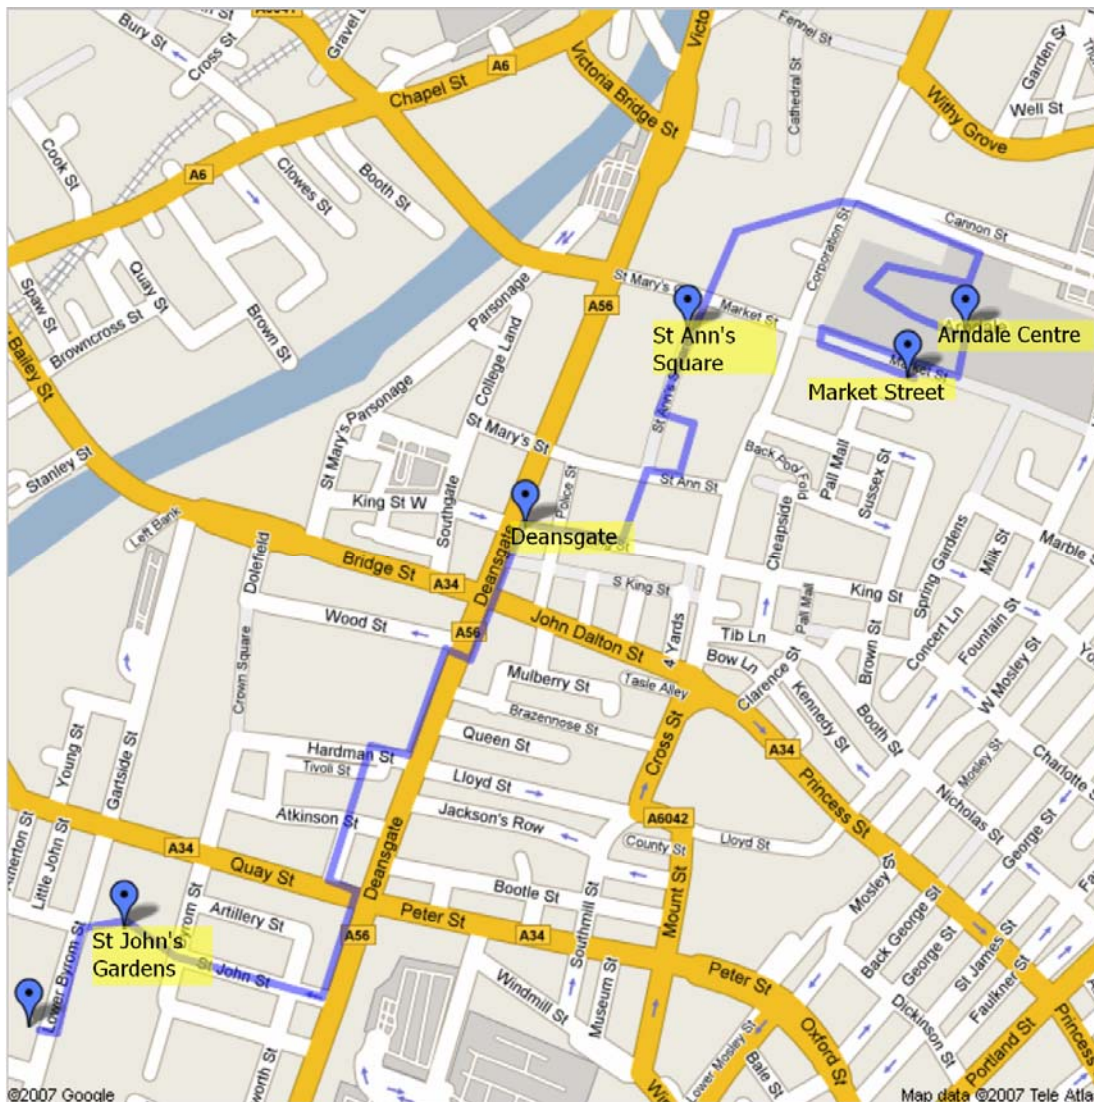 Bury St
Cross St
Gravel
A6
Victoria Bridge St
Fennel St
Cathedral St
Garden St
Withy Grove
Well St
Chapel St
Cook St
A6
Clowes St
Booth St
Corporation St
Cannon St
Spaw St
Quay St
Browncross St
Brown St
Parsonage
College Land
St Mary's
A56
Market St
St Ann's
Square
Arndale Centre
Market St
Market Street
Bailey St
St Mary's Parsonage
St Ann's S
St Mary's St
Stanley St
King St W
Southgate
Police St
St Ann St
Back Pool Fold
Pall Mall
Sussex St
Cheapside
Left Bank
Dolefield
Deansgate
Deansgate
Bridge St
A34
S King St
King St
Spring Gardens
Milk St
Marble St
Wood St
A56
John Dalton St
4 Yards
Tib Ln
Pall Mall
Brown St
Concert Ln
Fountain St
W Mosley St
Crown Square
Mulberry St
Tasle Alley
Bow Ln
Clarence St
Kennedy St
Booth St
Brazennose St
Queen St
Young St
Gartside St
Hardman St
Tivoli St
Lloyd St
Cross St
A34
Princess St
Mosley St
Charlotte St
Nicholas St
George St
Atkinson St
Jackson's Row
A6042
Lloyd St
County St
Atherton St
Little John St
A34
Quay St
Deansgate
Bootle St
Southmill St
Mount St
Mosley St
Back George St
George St
St James St
Faulkner St
Dickinson St
Artillery St
Byrom St
Peter St
A34
A56
St John's
Gardens
St John St
Lower Byrom St
Windmill St
Museum St
Peter St
Oxford St
Lower Mosley St
Bale St
Portland St
Princess
©2007 Google
Map data ©2007 Tele Atla